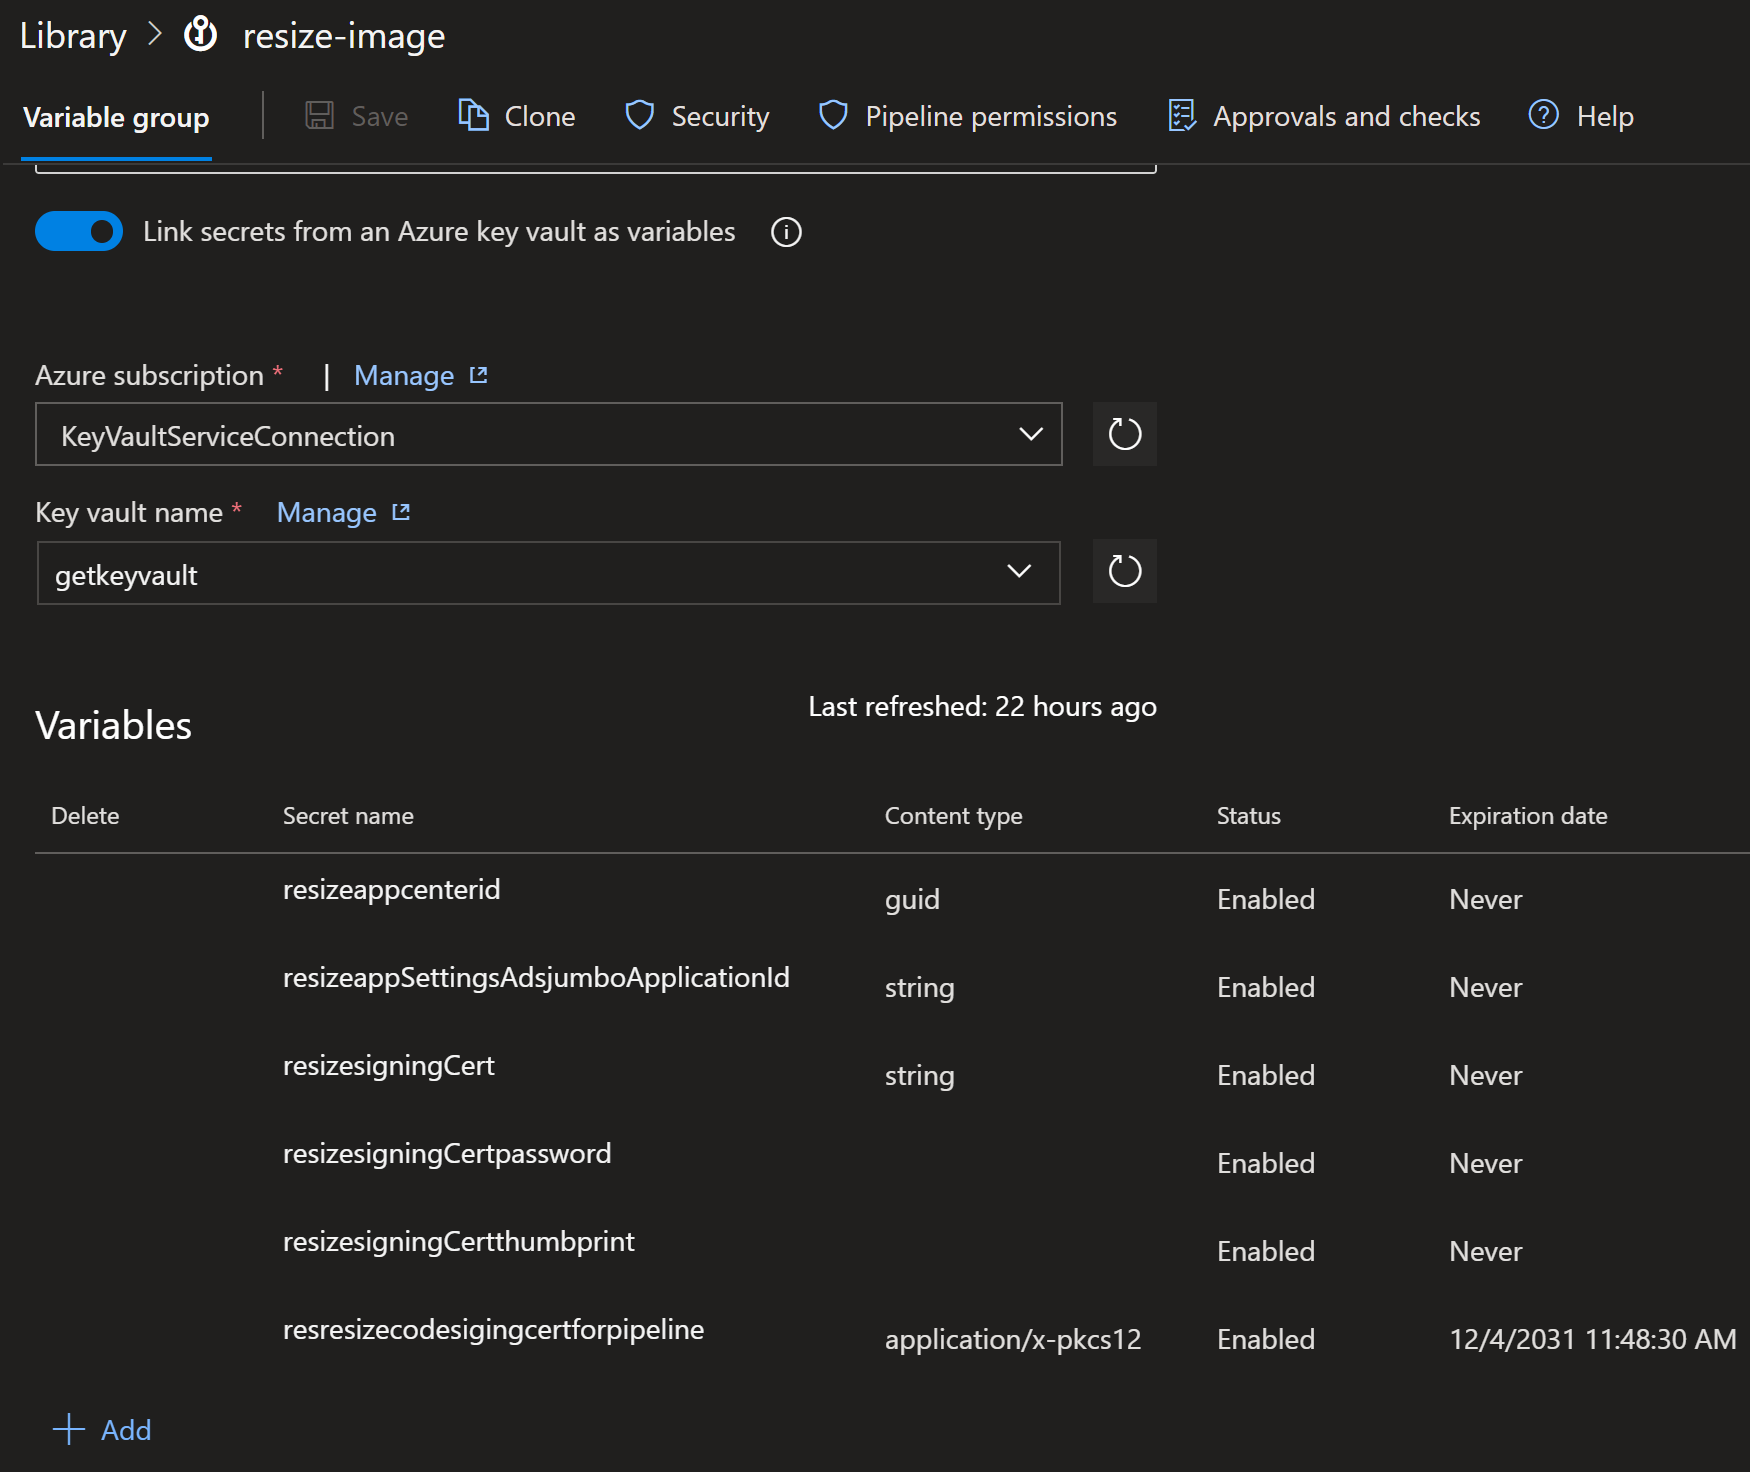 Library > resize-image
Variable group | Save Clone Security Pipeline permissions Approvals and checks Help
Link secrets from an Azure key vault as variables
Azure subscription * | Manage
KeyVaultServiceConnection
Key vault name * Manage
getkeyvault
Last refreshed: 22 hours ago
Variables
Delete Secret name Content type Status Expiration date
resizeappcenterid guid Enabled Never
resizeappSettingsAdsjumboApplicationId string Enabled Never
resizesigningCert string Enabled Never
resizesigningCertpassword Enabled Never
resizesigningCertthumbprint Enabled Never
resresizecodesigingcertforpipeline application/x-pkcs12 Enabled 12/4/2031 11:48:30 AM
+ Add